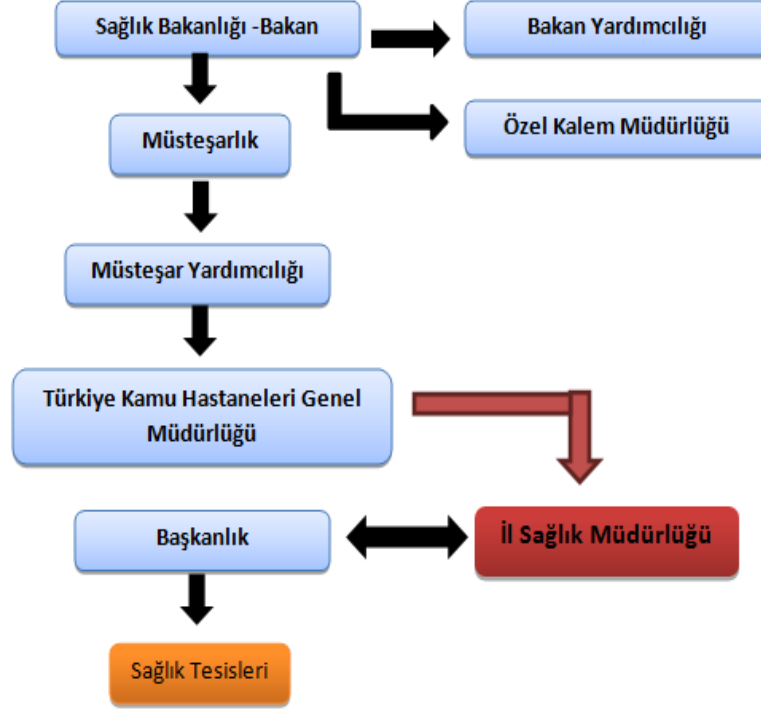 Sağlık Bakanlığı -Bakan
Bakan Yardımcılığı
Müsteşarlık
Özel Kalem Müdürlüğü
Müsteşar Yardımcılığı
Türkiye Kamu Hastaneleri Genel
Müdürlüğü
Başkanlık
İl Sağlık Müdürlüğü
Sağlık Tesisleri